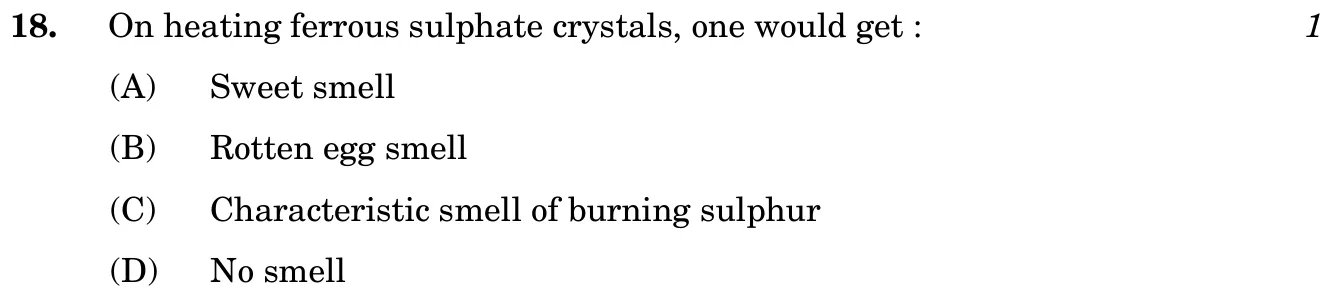 18. On heating ferrous sulphate crystals, one would get : 1
(A) Sweet smell
(B) Rotten egg smell
(C) Characteristic smell of burning sulphur
(D) No smell